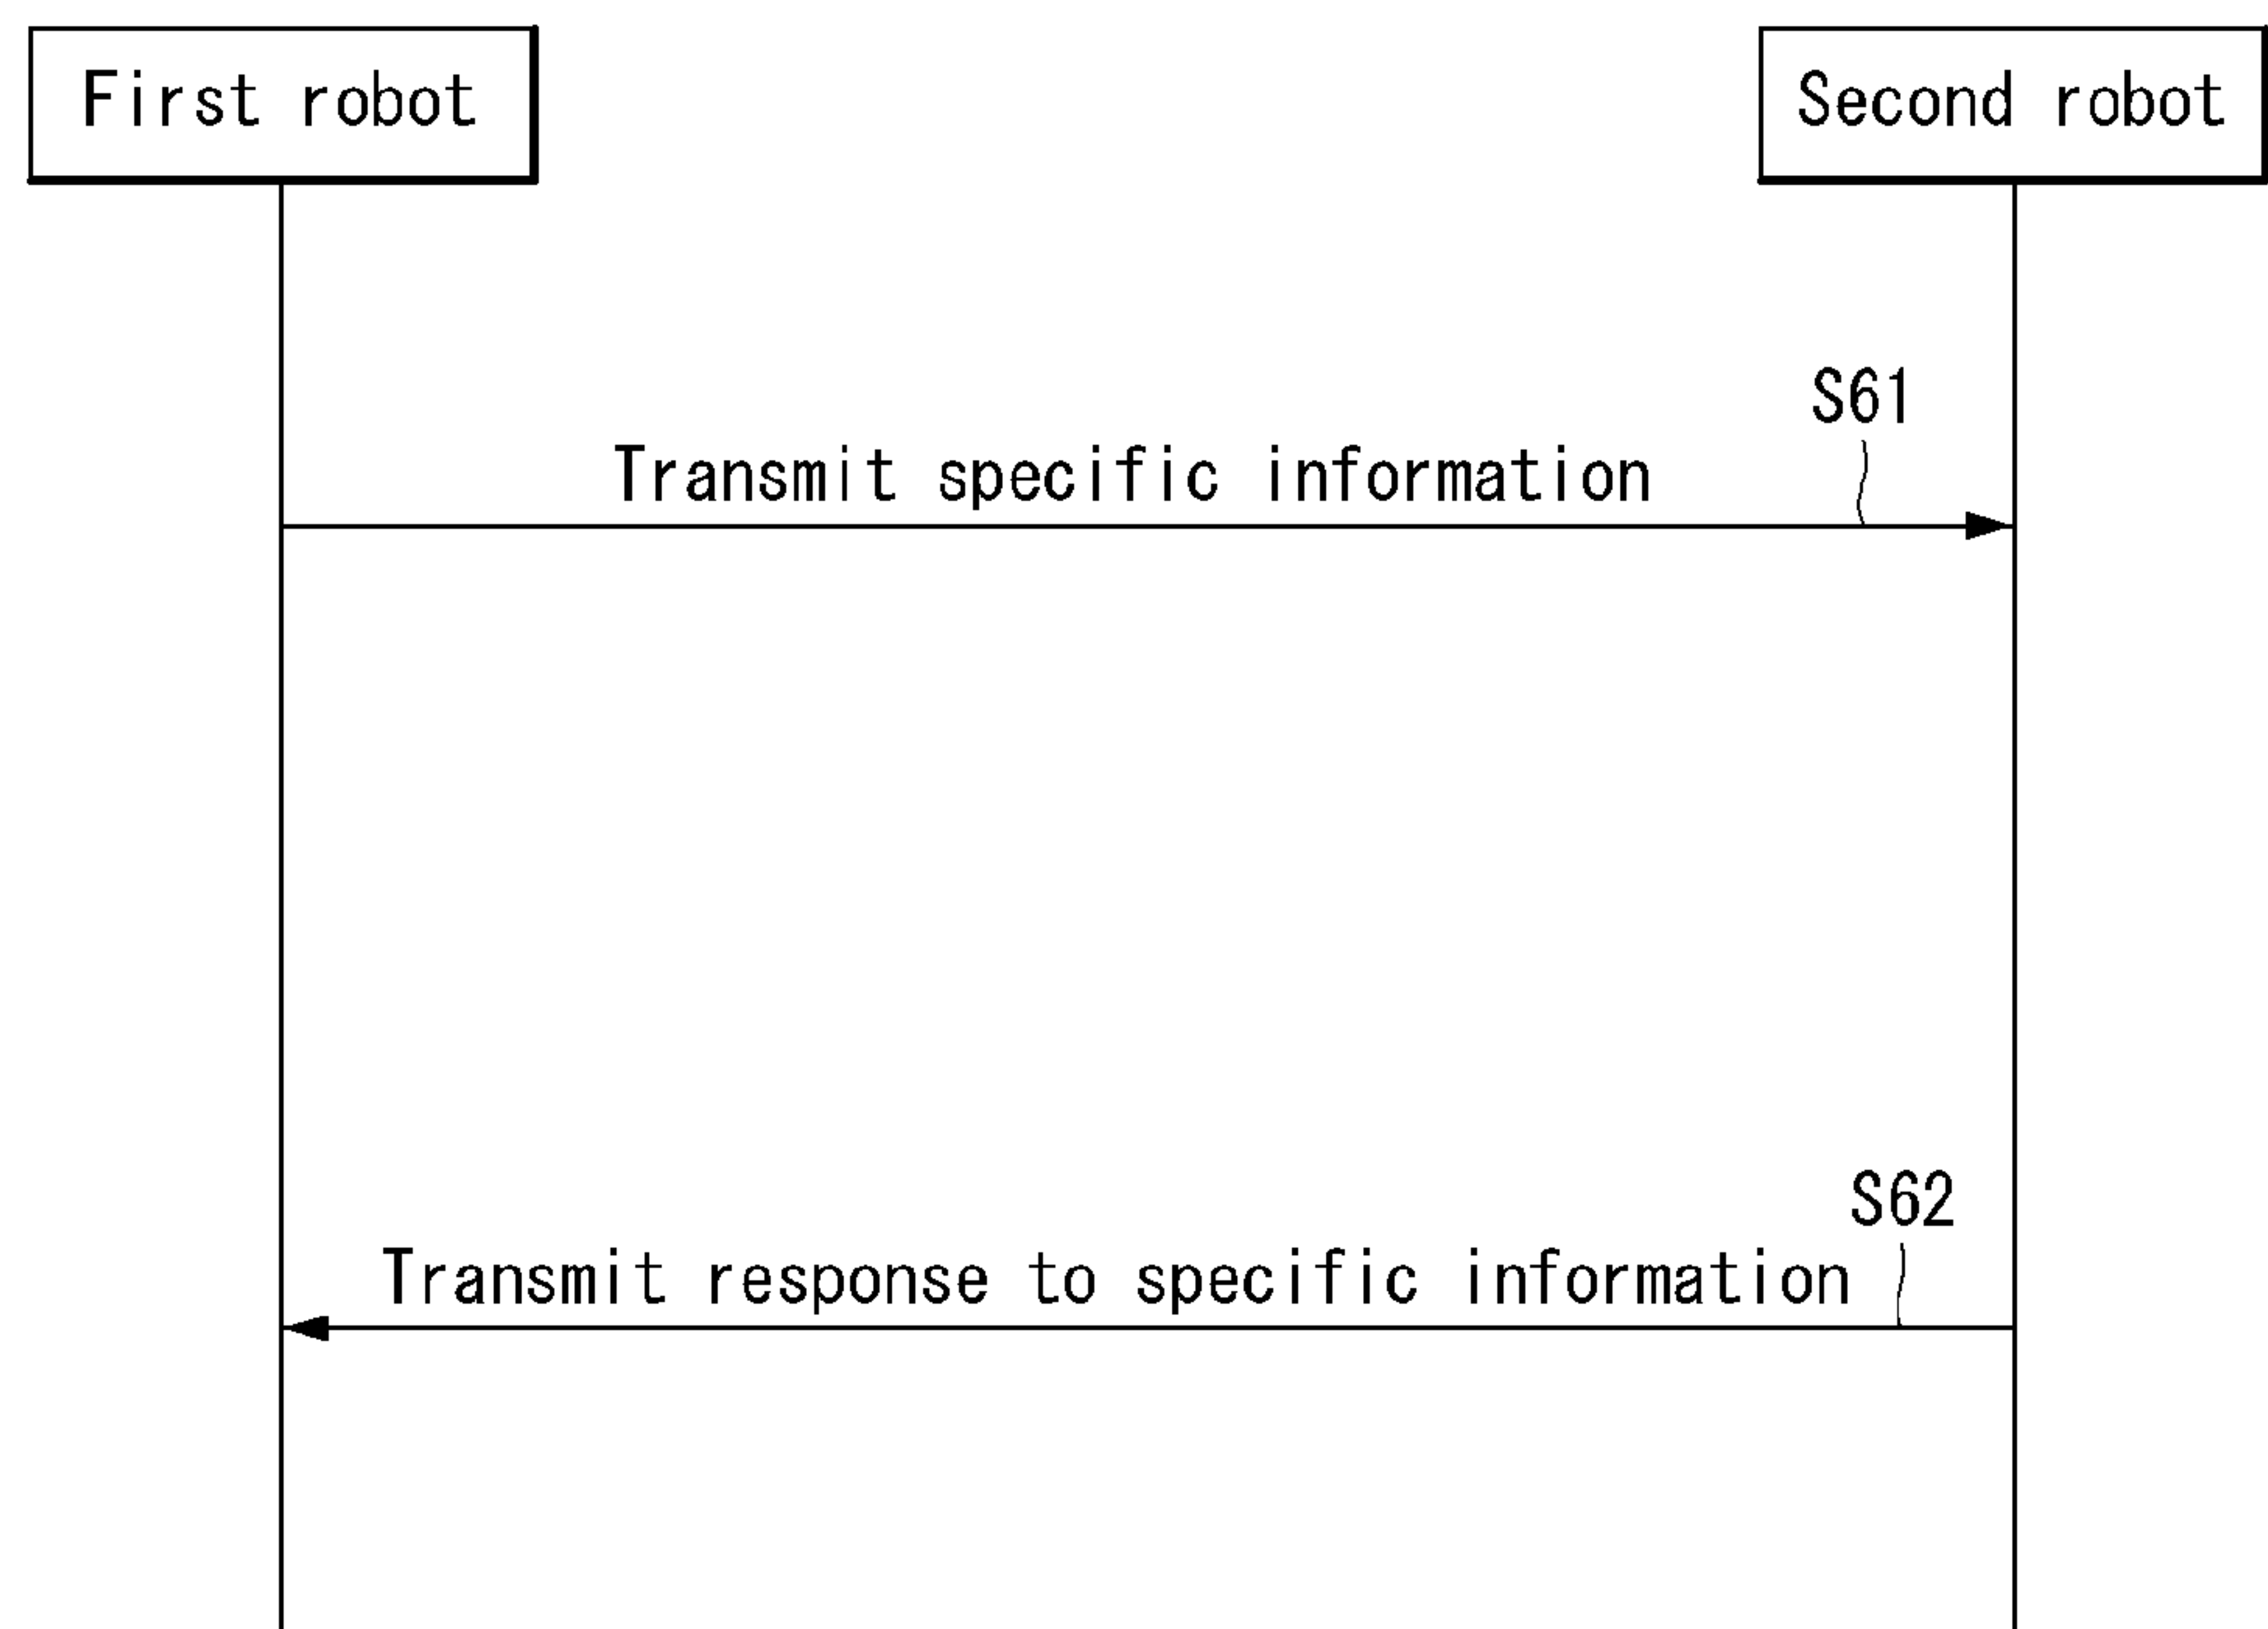 First robot
Second robot
S61
Transmit specific information
S62
Transmit response to specific information